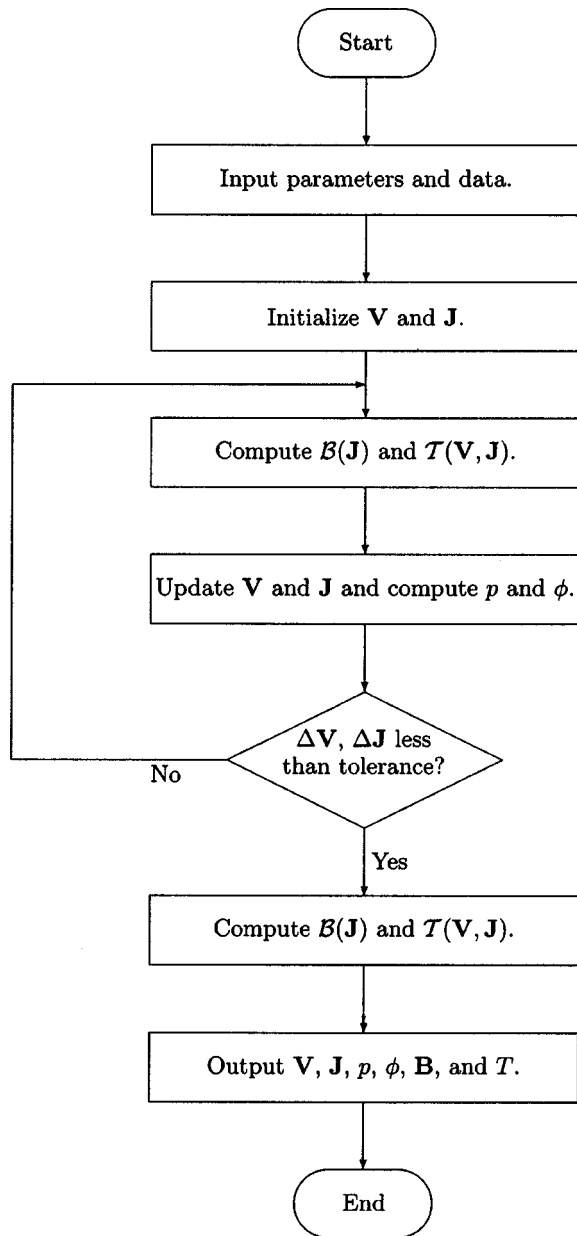 Start
Input parameters and data.
Initialize V and J.
Compute ℬ(J) and 𝒯(V, J).
Update V and J and compute p and ϕ.
ΔV, ΔJ less
than tolerance?
No
Yes
Compute ℬ(J) and 𝒯(V, J).
Output V, J, p, ϕ, B, and T.
End